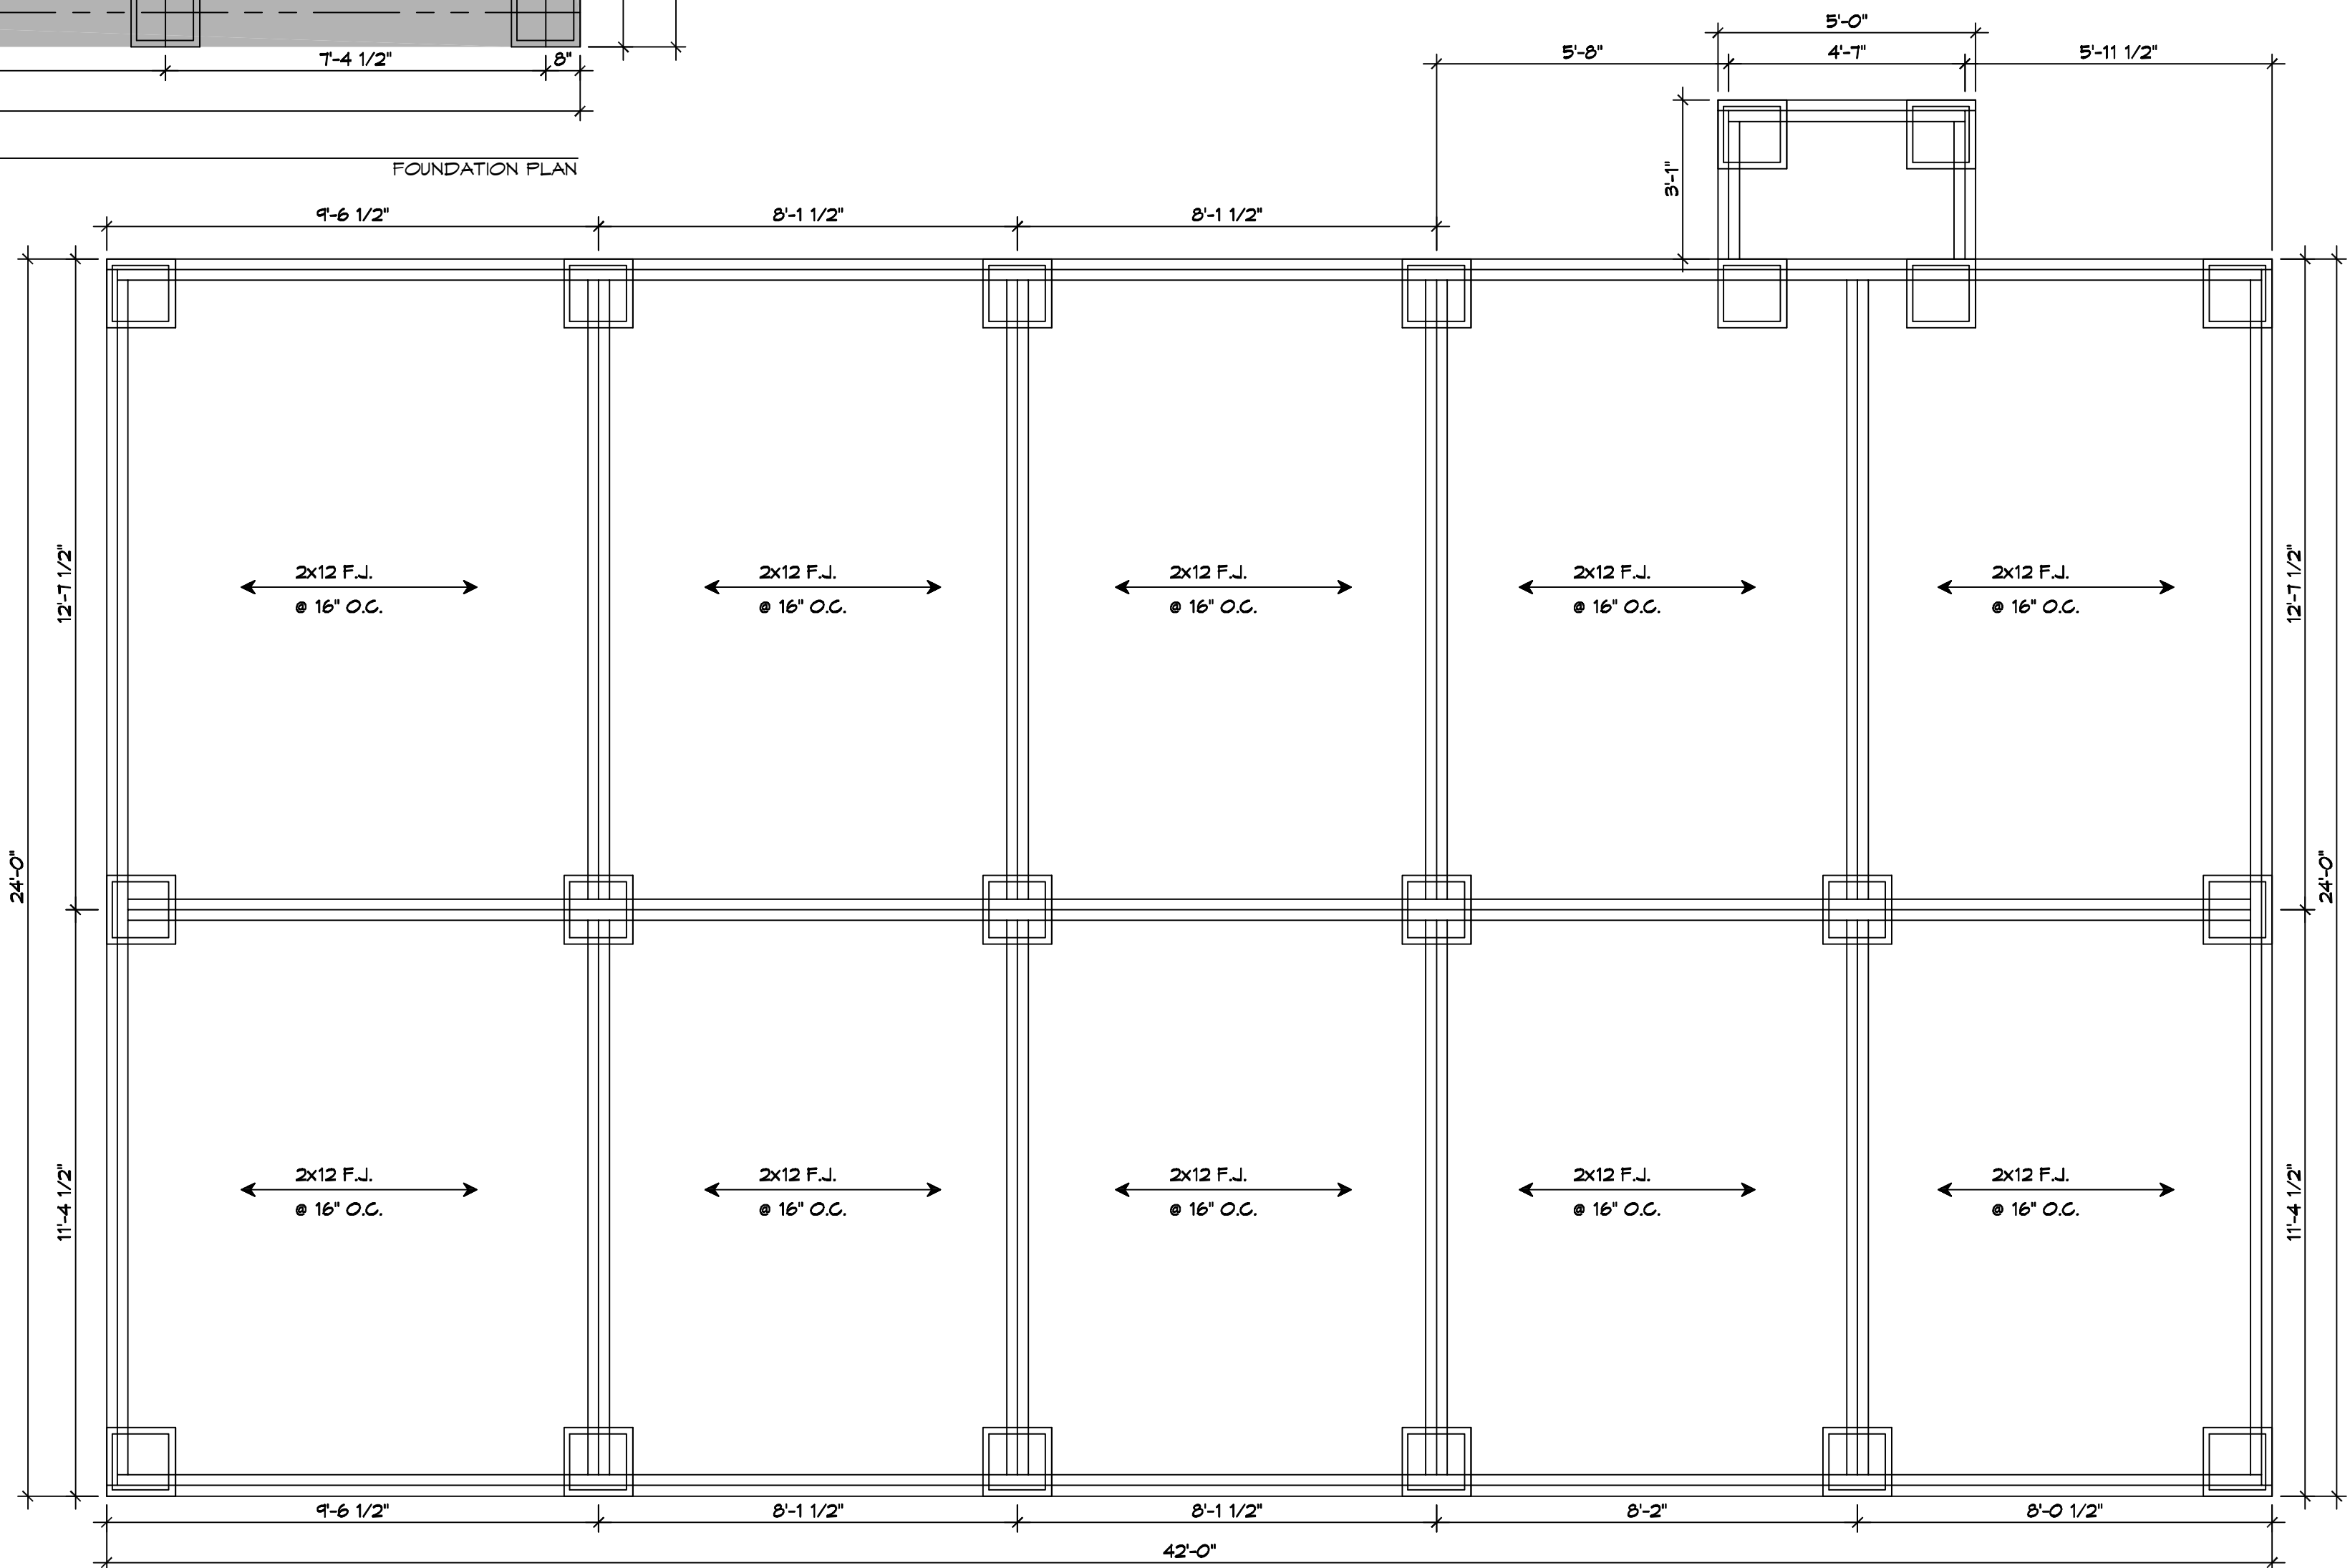 5'-0"
7'-4 1/2"
8"
5'-8"
4'-7"
5'-11 1/2"
FOUNDATION PLAN
3'-1"
9'-6 1/2"
8'-1 1/2"
8'-1 1/2"
12'-7 1/2"
2x12 F.J.
@ 16" O.C.
2x12 F.J.
@ 16" O.C.
2x12 F.J.
@ 16" O.C.
2x12 F.J.
@ 16" O.C.
2x12 F.J.
@ 16" O.C.
12'-7 1/2"
24'-0"
24'-0"
11'-4 1/2"
2x12 F.J.
@ 16" O.C.
2x12 F.J.
@ 16" O.C.
2x12 F.J.
@ 16" O.C.
2x12 F.J.
@ 16" O.C.
2x12 F.J.
@ 16" O.C.
11'-4 1/2"
9'-6 1/2"
8'-1 1/2"
8'-1 1/2"
8'-2"
8'-0 1/2"
42'-0"